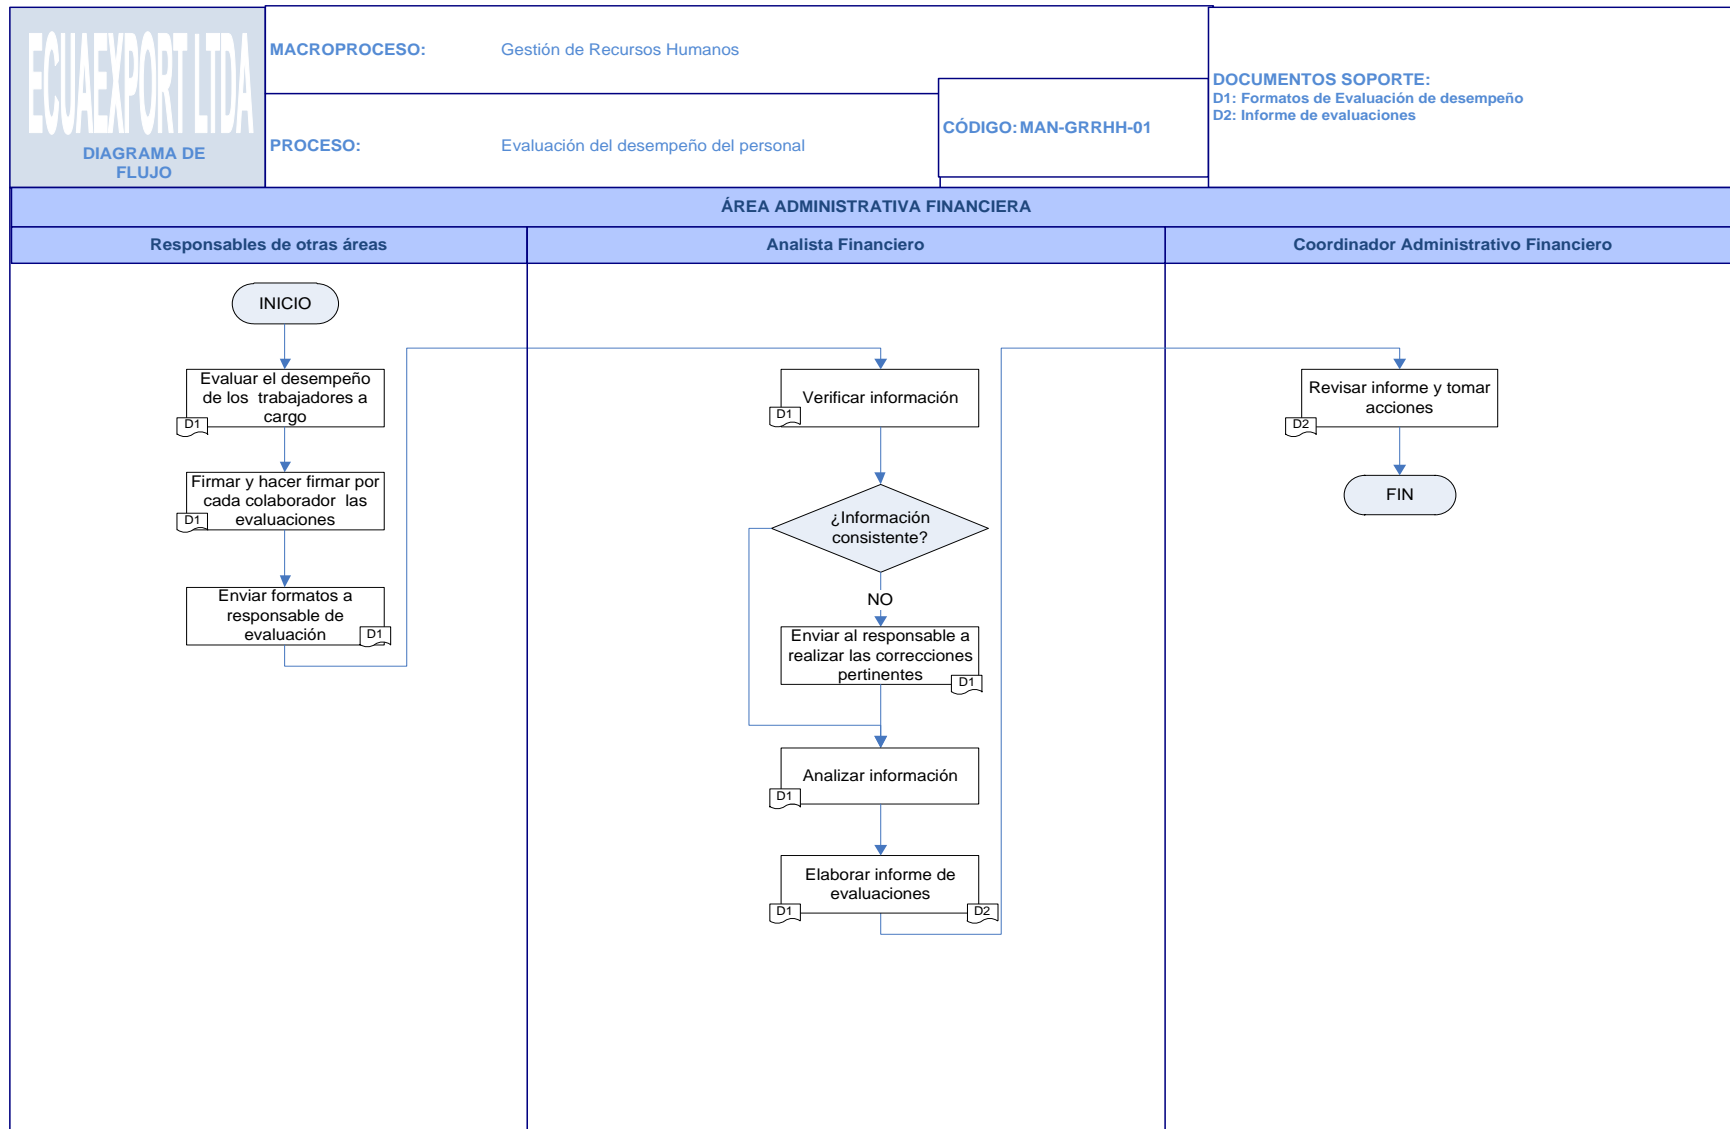 ECUAEXPORT LTDA
DIAGRAMA DE
FLUJO
MACROPROCESO: Gestión de Recursos Humanos
PROCESO: Evaluación del desempeño del personal
CÓDIGO: MAN-GRRHH-01
DOCUMENTOS SOPORTE:
D1: Formatos de Evaluación de desempeño
D2: Informe de evaluaciones
ÁREA ADMINISTRATIVA FINANCIERA
Responsables de otras áreas
Analista Financiero
Coordinador Administrativo Financiero
INICIO
Evaluar el desempeño
de los trabajadores a
cargo
D1
Firmar y hacer firmar por
cada colaborador las
evaluaciones
D1
Enviar formatos a
responsable de
evaluación
D1
Verificar información
D1
¿Información
consistente?
NO
Enviar al responsable a
realizar las correcciones
pertinentes
D1
Analizar información
D1
Elaborar informe de
evaluaciones
D1
D2
Revisar informe y tomar
acciones
D2
FIN